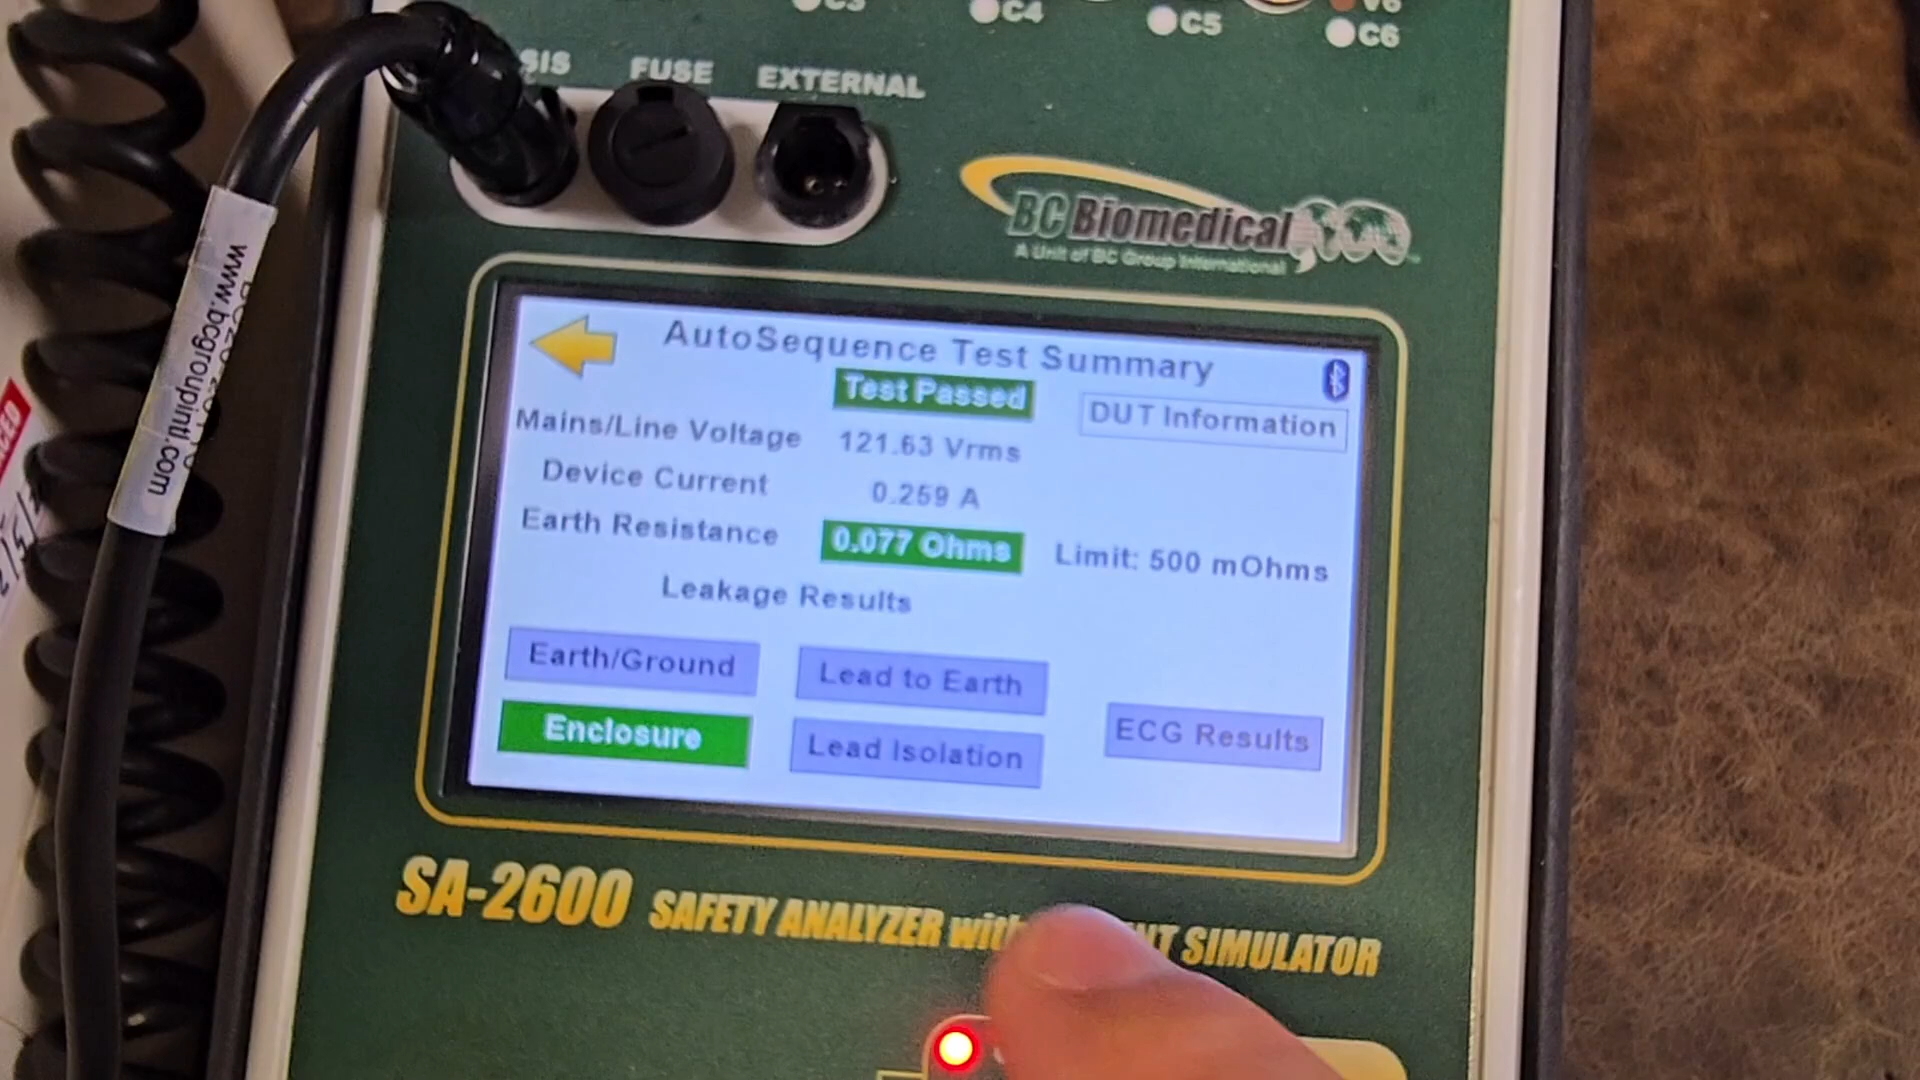 C3
C4
C5
V6
C6
SIS
FUSE
EXTERNAL
BC Biomedical
A Unit of BC Group International
www.bcgroupintl.com
AutoSequence Test Summary
Test Passed
DUT Information
Mains/Line Voltage 121.63 Vrms
Device Current 0.259 A
Earth Resistance 0.077 Ohms Limit: 500 mOhms
Leakage Results
Earth/Ground
Lead to Earth
Enclosure
Lead Isolation
ECG Results
SA-2600 SAFETY ANALYZER with NT SIMULATOR